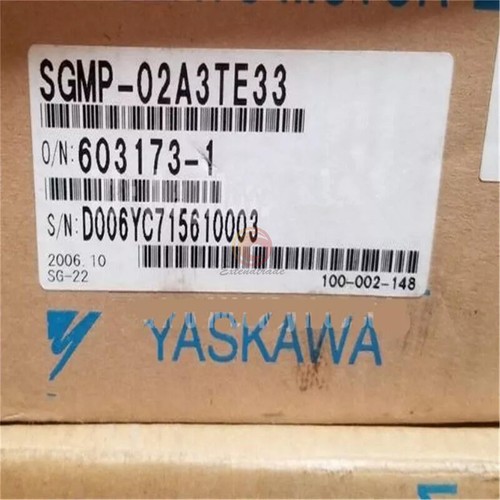 SGMP-02A3TE33
O/N:603173-1
S/N:D006YC715610003
2006.10
SG-22
100-002-148
YASKAWA